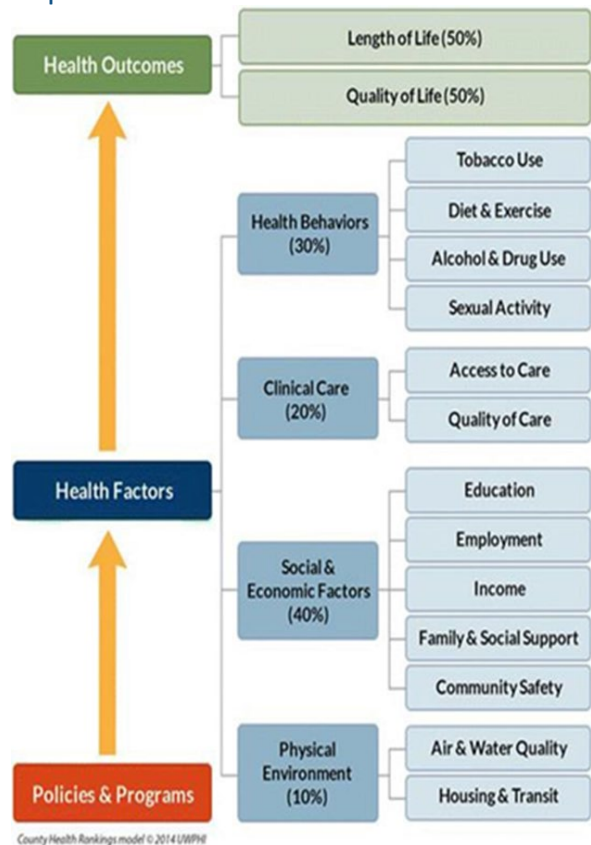 Health Outcomes
Length of Life (50%)
Quality of Life (50%)
Health Behaviors
(30%)
Tobacco Use
Diet & Exercise
Alcohol & Drug Use
Sexual Activity
Clinical Care
(20%)
Access to Care
Quality of Care
Health Factors
Social &
Economic Factors
(40%)
Education
Employment
Income
Family & Social Support
Community Safety
Physical
Environment
(10%)
Air & Water Quality
Housing & Transit
Policies & Programs
County Health Rankings model © 2014 UWPHI